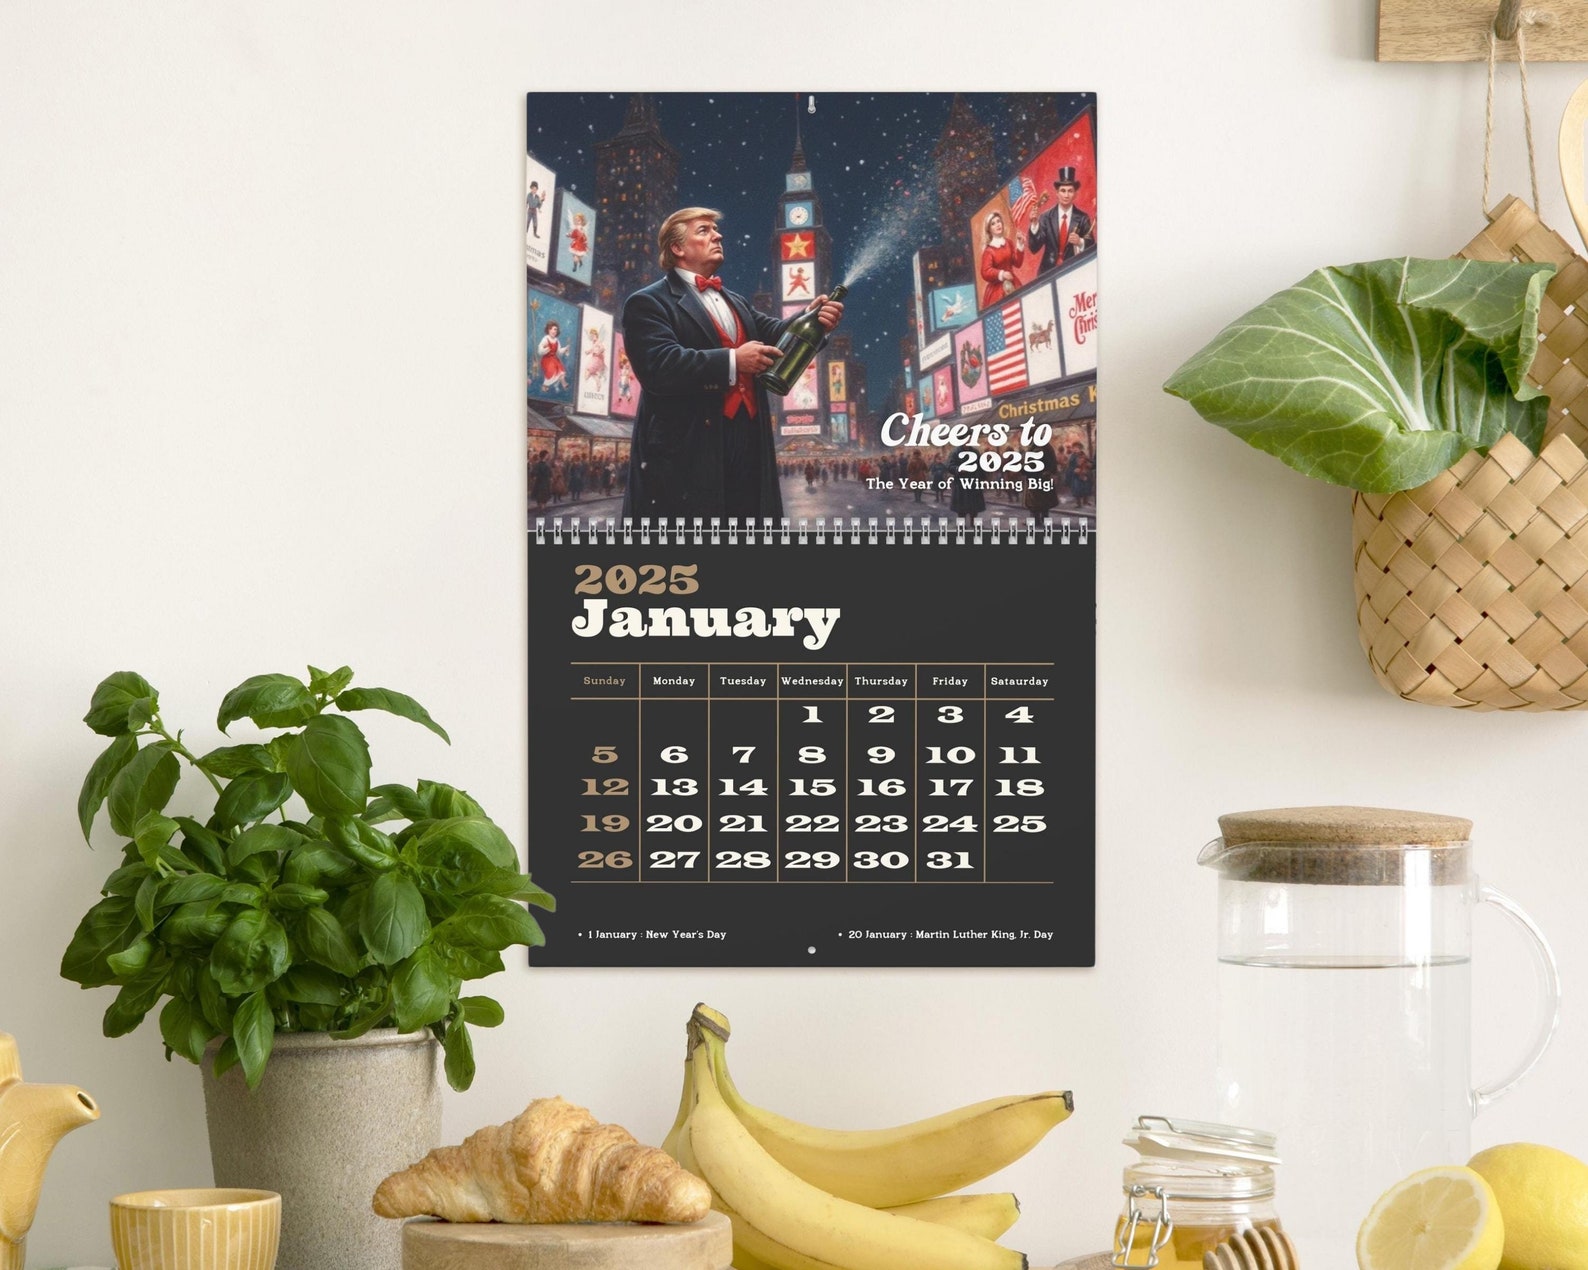 Mer
Chris
Christmas K
Cheers to
2025
The Year of Winning Big!
2025
January
Sunday Monday Tuesday Wednesday Thursday Friday Sataurday
1 2 3 4
5 6 7 8 9 10 11
12 13 14 15 16 17 18
19 20 21 22 23 24 25
26 27 28 29 30 31
• 1 January : New Year's Day • 20 January : Martin Luther King, Jr. Day